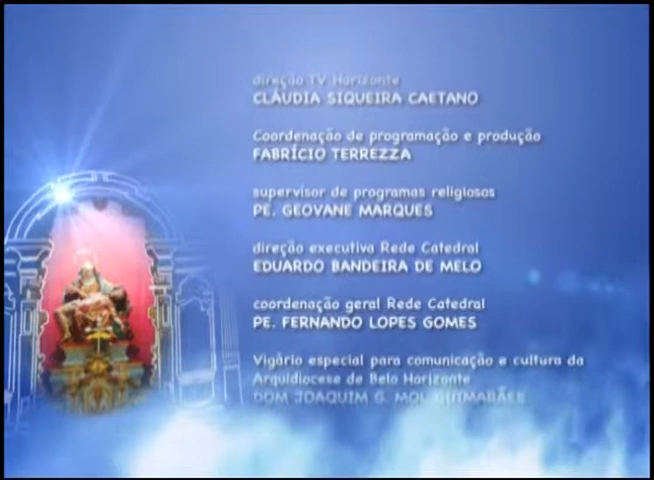 direção TV Horizonte
CLÁUDIA SIQUEIRA CAETANO
Coordenação de programação e produção
FABRÍCIO TERREZZA
supervisor de programas religiosos
PE. GEOVANE MARQUES
direção executiva Rede Catedral
EDUARDO BANDEIRA DE MELO
coordenação geral Rede Catedral
PE. FERNANDO LOPES GOMES
Vigário especial para comunicação e cultura da
Arquidiocese de Belo Horizonte
DOM JOAQUIM G. MOL GUIMARÃES